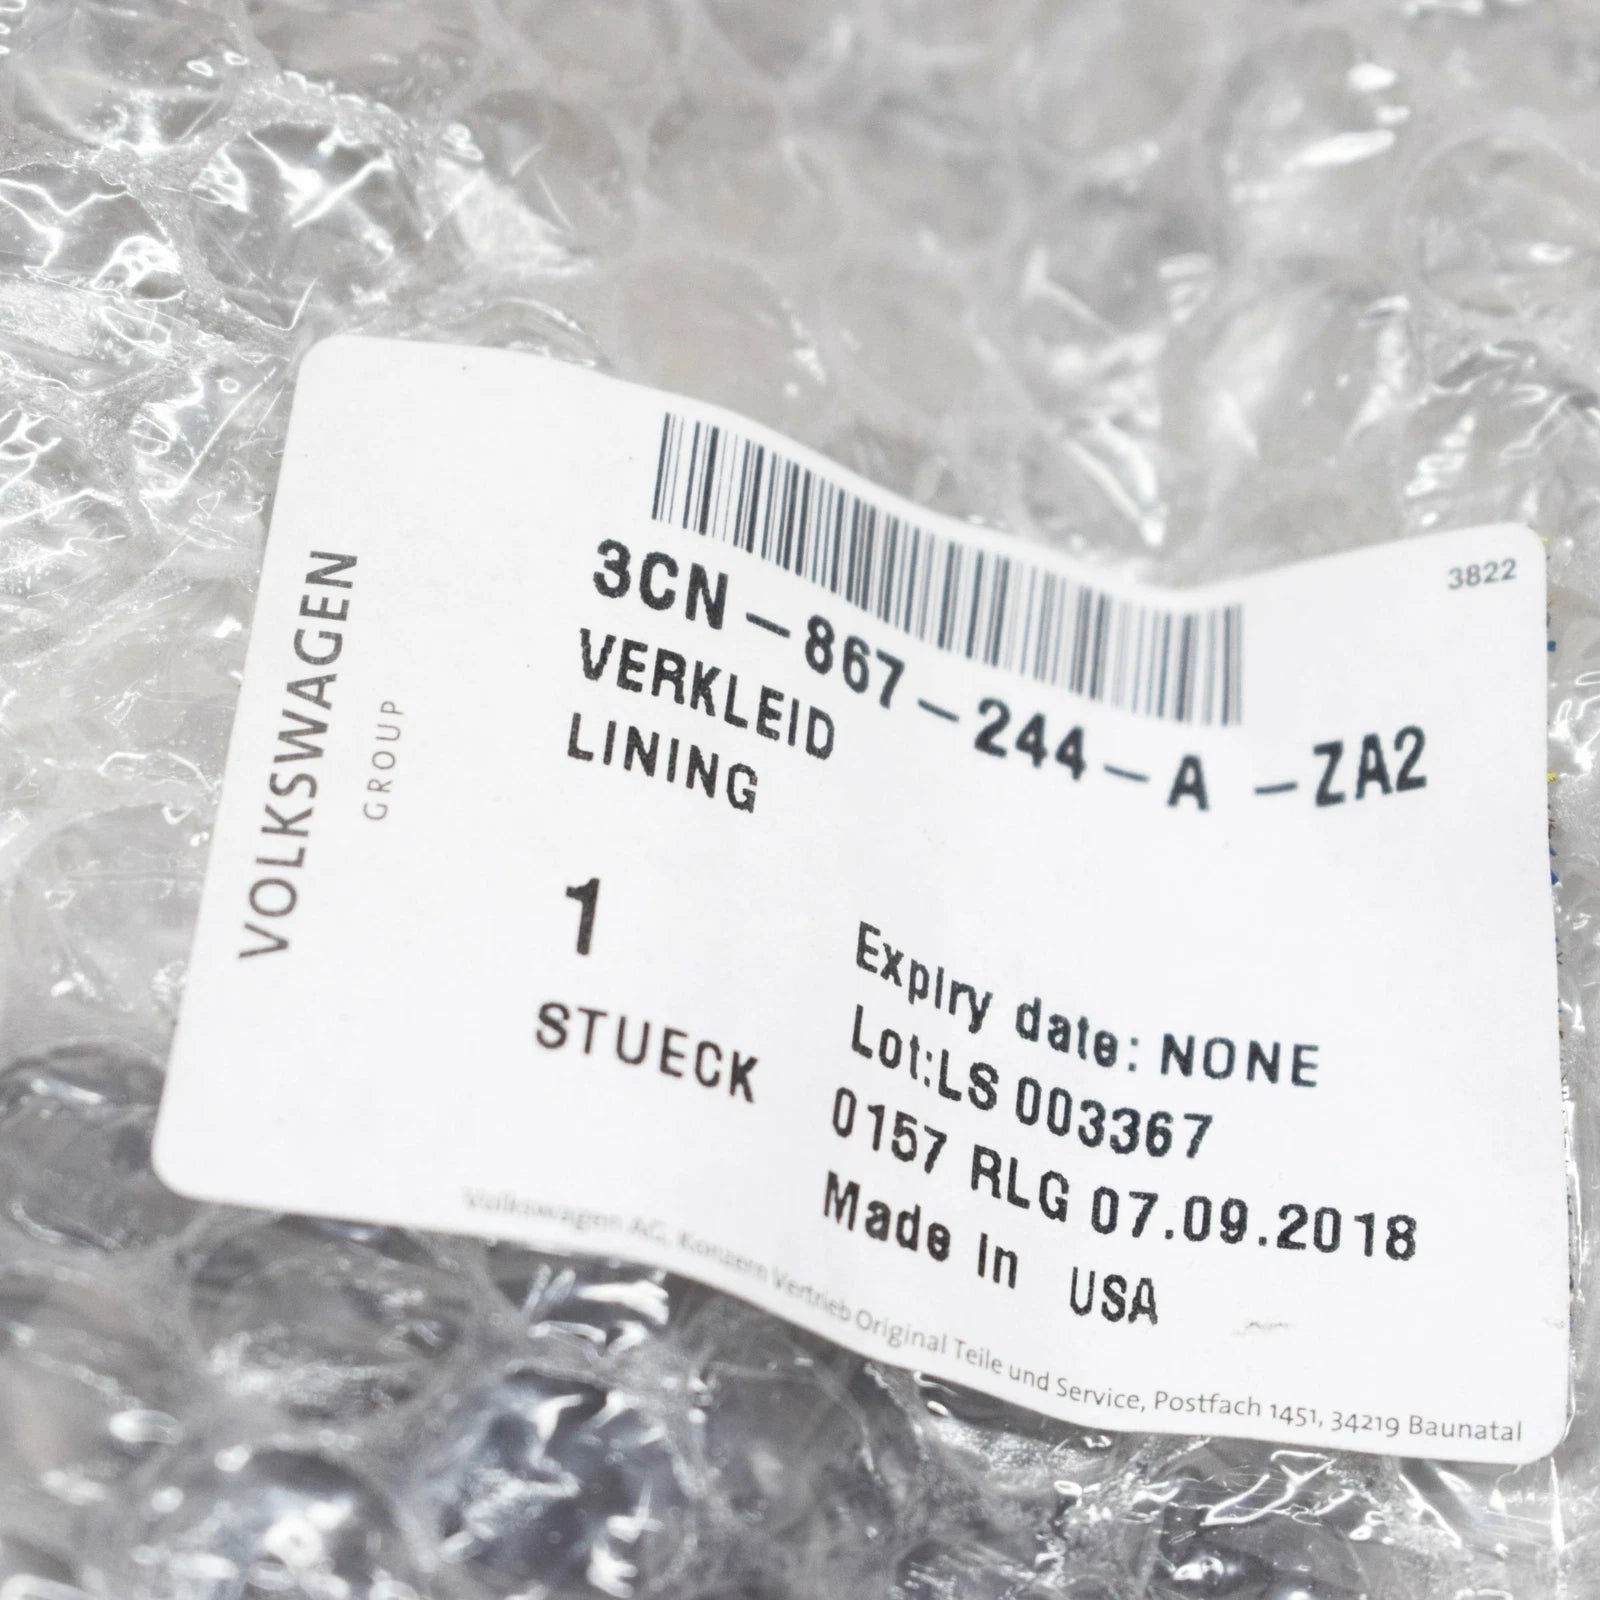 VOLKSWAGEN
GROUP
3822
3CN-867-244-A -ZA2
VERKLEID
LINING
1
STUECK
Expiry date: NONE
Lot:LS 003367
0157 RLG 07.09.2018
Made in USA
Volkswagen AG, Konzern Vertrieb Original Teile und Service, Postfach 1451, 34219 Baunatal